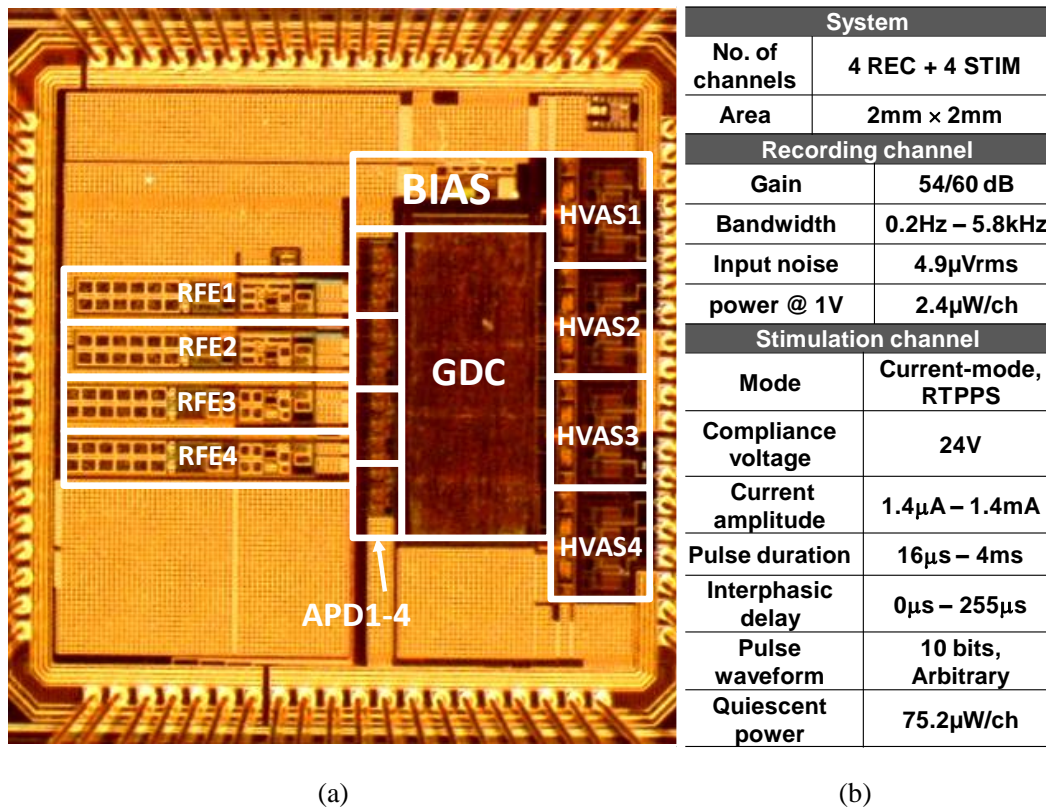 BIAS
HVAS1
RFE1
RFE2
RFE3
RFE4
GDC
HVAS2
HVAS3
HVAS4
APD1-4
(a)
System
No. of
channels
4 REC + 4 STIM
Area
2mm × 2mm
Recording channel
Gain
54/60 dB
Bandwidth
0.2Hz – 5.8kHz
Input noise
4.9µVrms
power @ 1V
2.4µW/ch
Stimulation channel
Mode
Current-mode,
RTPPS
Compliance
voltage
24V
Current
amplitude
1.4µA – 1.4mA
Pulse duration
16µs – 4ms
Interphasic
delay
0µs – 255µs
Pulse
waveform
10 bits,
Arbitrary
Quiescent
power
75.2µW/ch
(b)